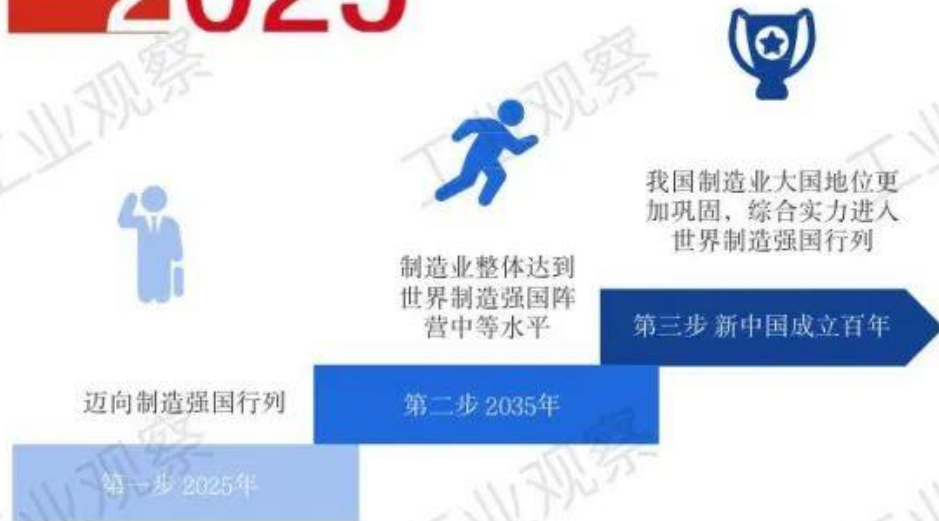 2025
我国制造业大国地位更
加巩固，综合实力进入
世界制造强国行列
制造业整体达到
世界制造强国阵
营中等水平
第三步 新中国成立百年
迈向制造强国行列
第二步 2035年
第一步 2025年
工业观察
工业观察
工业观察
工业观察